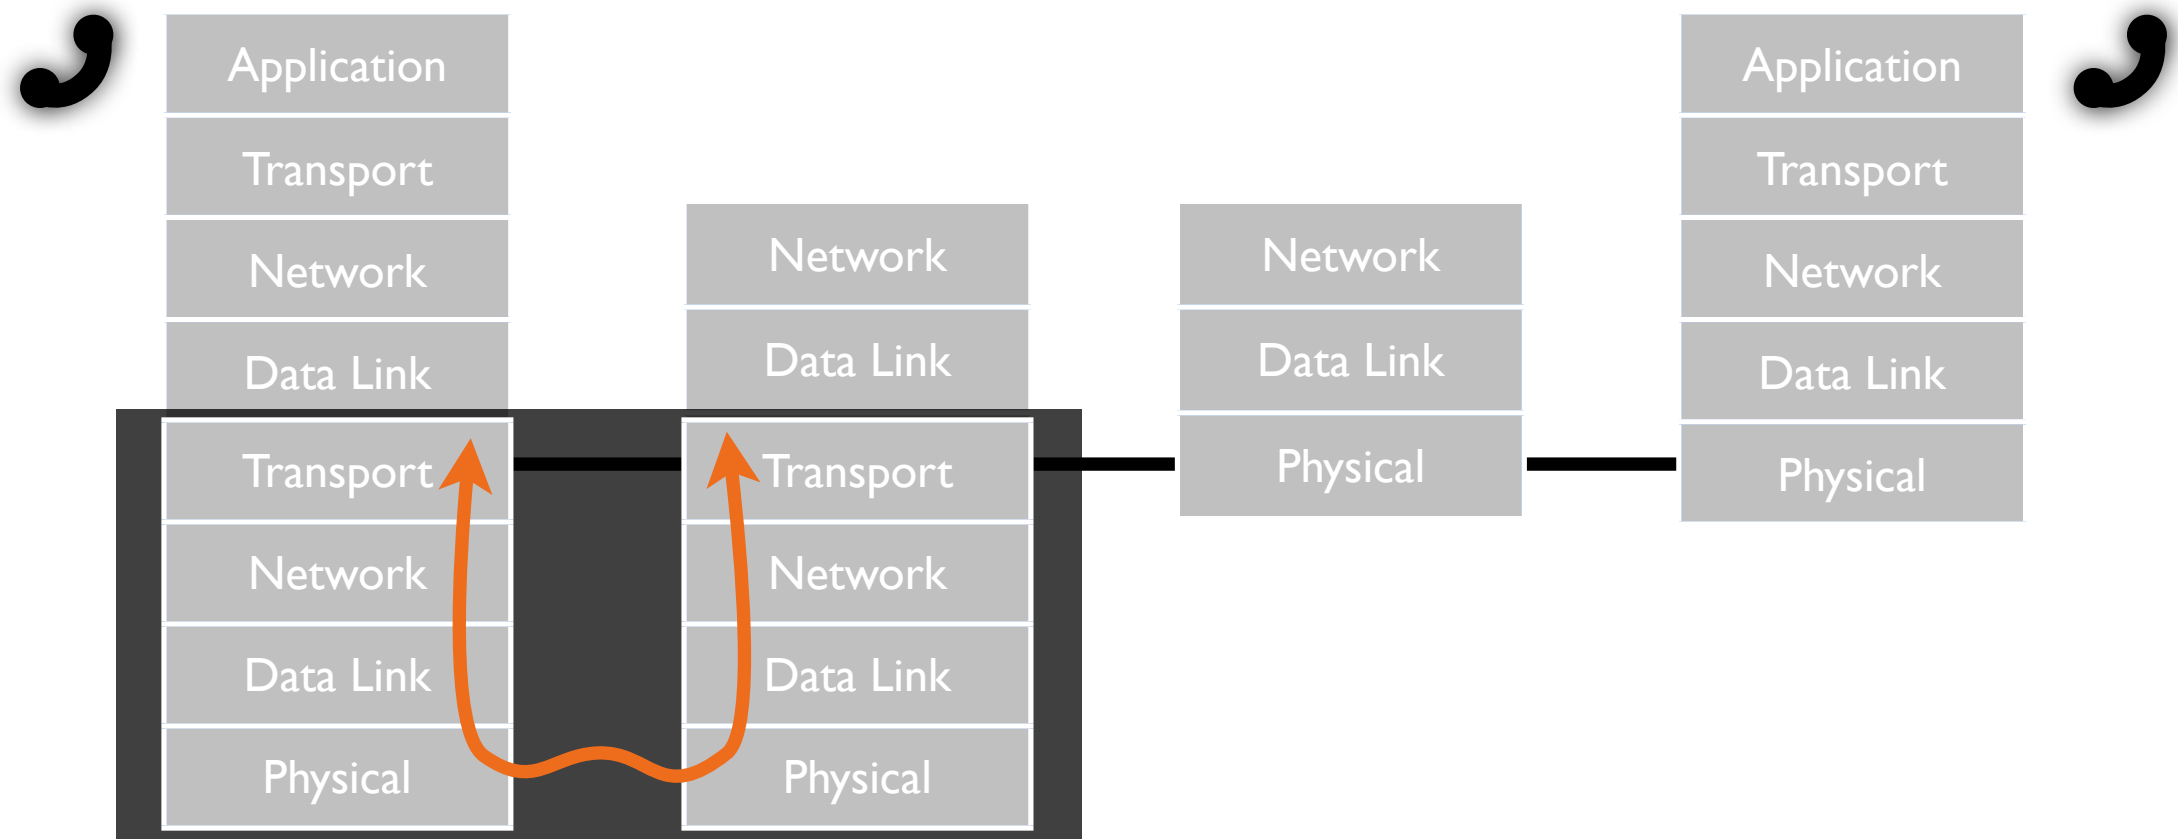 Application
Transport
Network
Data Link
Transport
Network
Data Link
Physical
Network
Data Link
Transport
Network
Data Link
Physical
Network
Data Link
Physical
Application
Transport
Network
Data Link
Physical